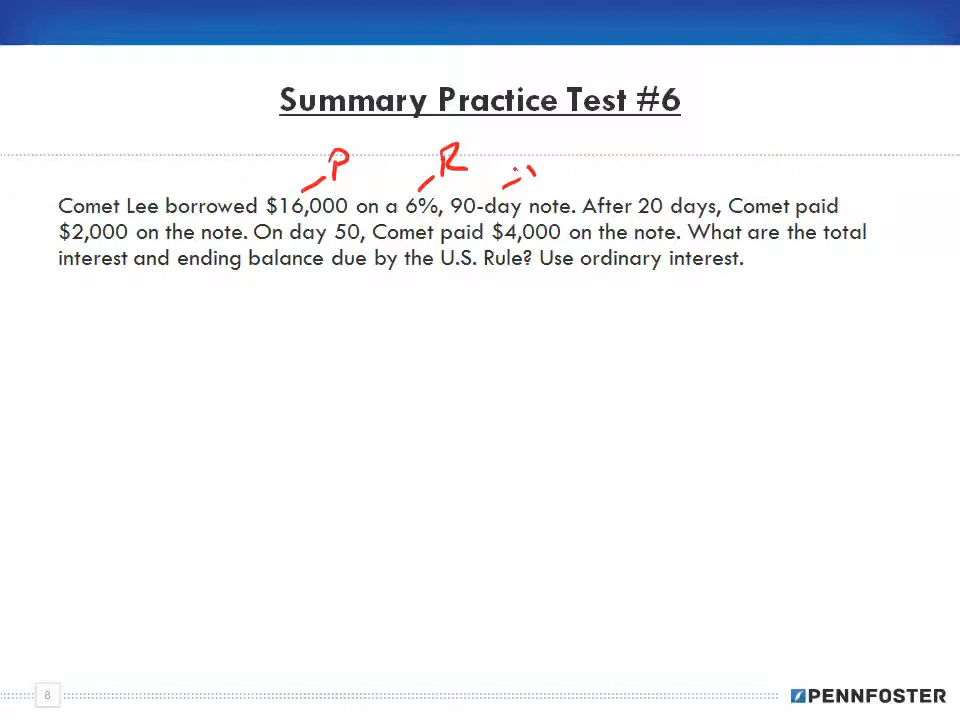 Summary Practice Test #6
P R
Comet Lee borrowed $16,000 on a 6%, 90-day note. After 20 days, Comet paid
$2,000 on the note. On day 50, Comet paid $4,000 on the note. What are the total
interest and ending balance due by the U.S. Rule? Use ordinary interest.
8
PENNFOSTER